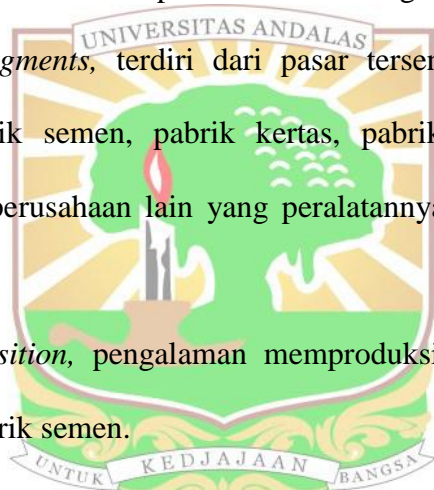 UNIVERSITAS ANDALAS
gments, terdiri dari pasar terser
ik semen, pabrik kertas, pabrik
perusahaan lain yang peralatannya
sition, pengalaman memproduksi
rik semen.
UNTUK KEDJAJAAN BANGSA